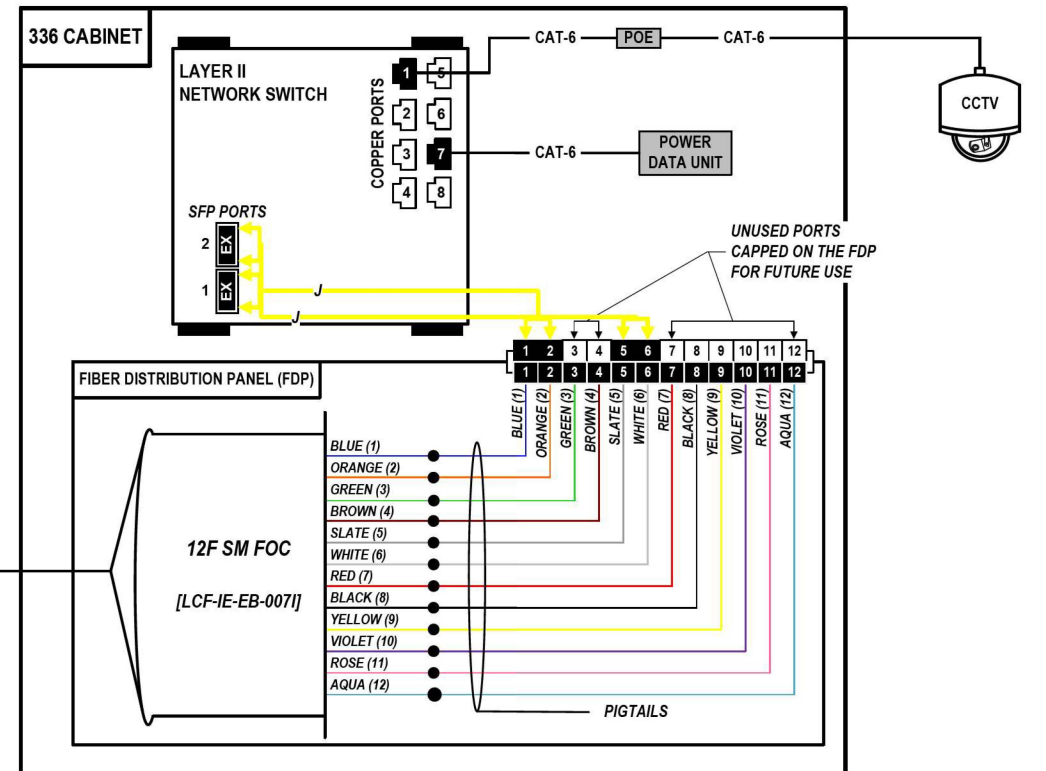 336 CABINET
LAYER II
NETWORK SWITCH
COPPER PORTS
1 5
2 6
3 7
4 8
CAT-6 POE CAT-6
CCTV
CAT-6
POWER
DATA UNIT
SFP PORTS
2 EX
1 EX
J
J
UNUSED PORTS
CAPPED ON THE FDP
FOR FUTURE USE
1 2 3 4 5 6 7 8 9 10 11 12
1 2 3 4 5 6 7 8 9 10 11 12
FIBER DISTRIBUTION PANEL (FDP)
BLUE (1)
ORANGE (2)
GREEN (3)
BROWN (4)
SLATE (5)
WHITE (6)
RED (7)
BLACK (8)
YELLOW (9)
VIOLET (10)
ROSE (11)
AQUA (12)
BLUE (1)
ORANGE (2)
GREEN (3)
BROWN (4)
SLATE (5)
WHITE (6)
RED (7)
BLACK (8)
YELLOW (9)
VIOLET (10)
ROSE (11)
AQUA (12)
12F SM FOC
[LCF-IE-EB-007I]
PIGTAILS